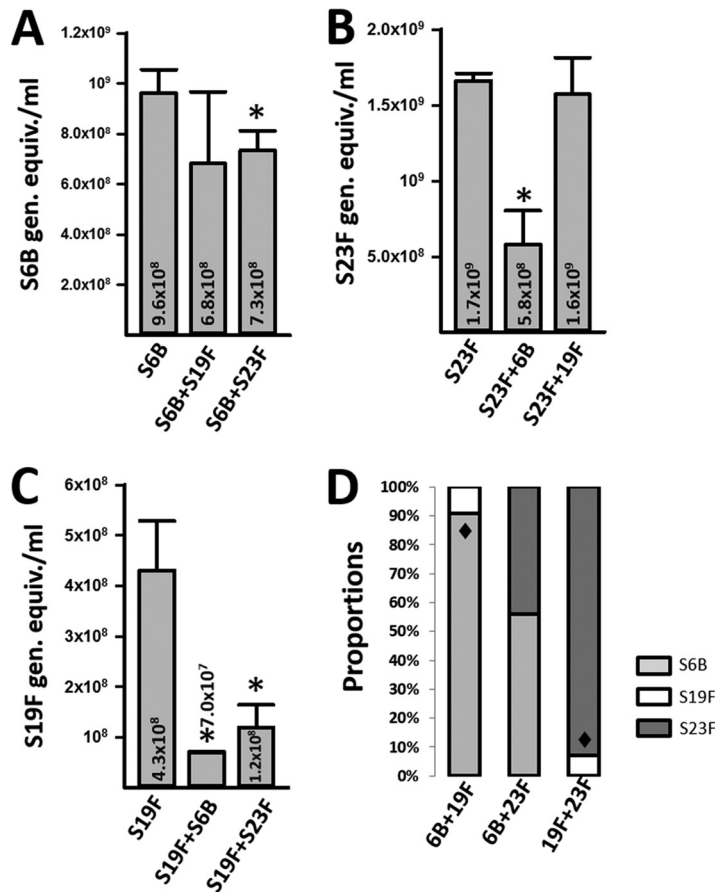 A
S6B gen. equiv./ml
1.2x10⁹
10⁹
8.0x10⁸
6.0x10⁸
4.0x10⁸
2.0x10⁸
9.6x10⁸
6.8x10⁸
*
7.3x10⁸
S6B
S6B+S19F
S6B+S23F
B
S23F gen. equiv./ml
2.0x10⁹
1.5x10⁹
10⁹
5.0x10⁸
1.7x10⁹
*
5.8x10⁸
1.6x10⁹
S23F
S23F+6B
S23F+19F
C
S19F gen. equiv./ml
6x10⁸
5x10⁸
4x10⁸
2x10⁸
10⁸
4.3x10⁸
*7.0x10⁷
*
1.2x10⁸
S19F
S19F+S6B
S19F+S23F
D
Proportions
100%
90%
80%
70%
60%
50%
40%
30%
20%
10%
0%
6B+19F
6B+23F
19F+23F
S6B
S19F
S23F